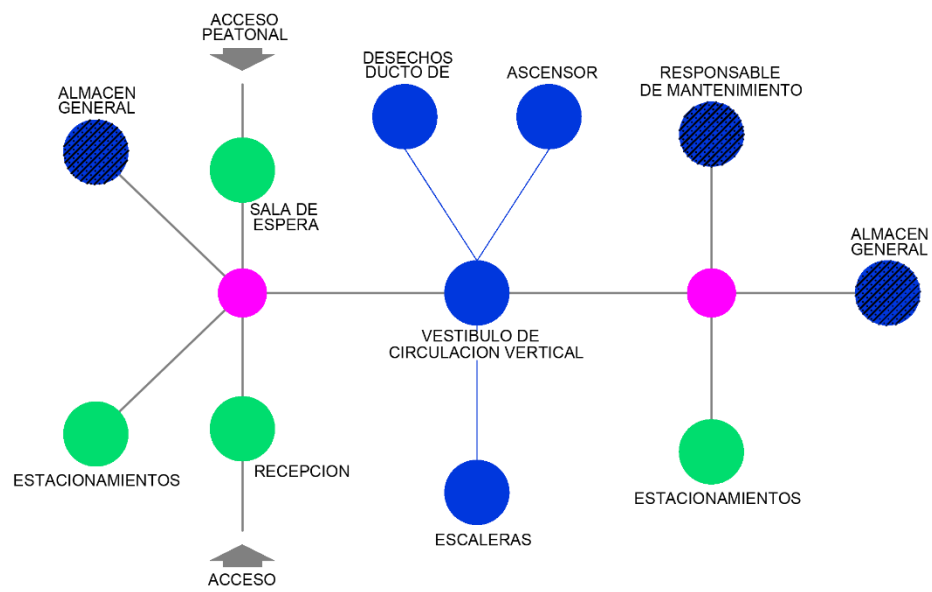 ACCESO
PEATONAL
DESECHOS
DUCTO DE
ASCENSOR
RESPONSABLE
DE MANTENIMIENTO
ALMACEN
GENERAL
SALA DE
ESPERA
ALMACEN
GENERAL
VESTIBULO DE
CIRCULACION VERTICAL
ESTACIONAMIENTOS
RECEPCION
ESTACIONAMIENTOS
ESCALERAS
ACCESO